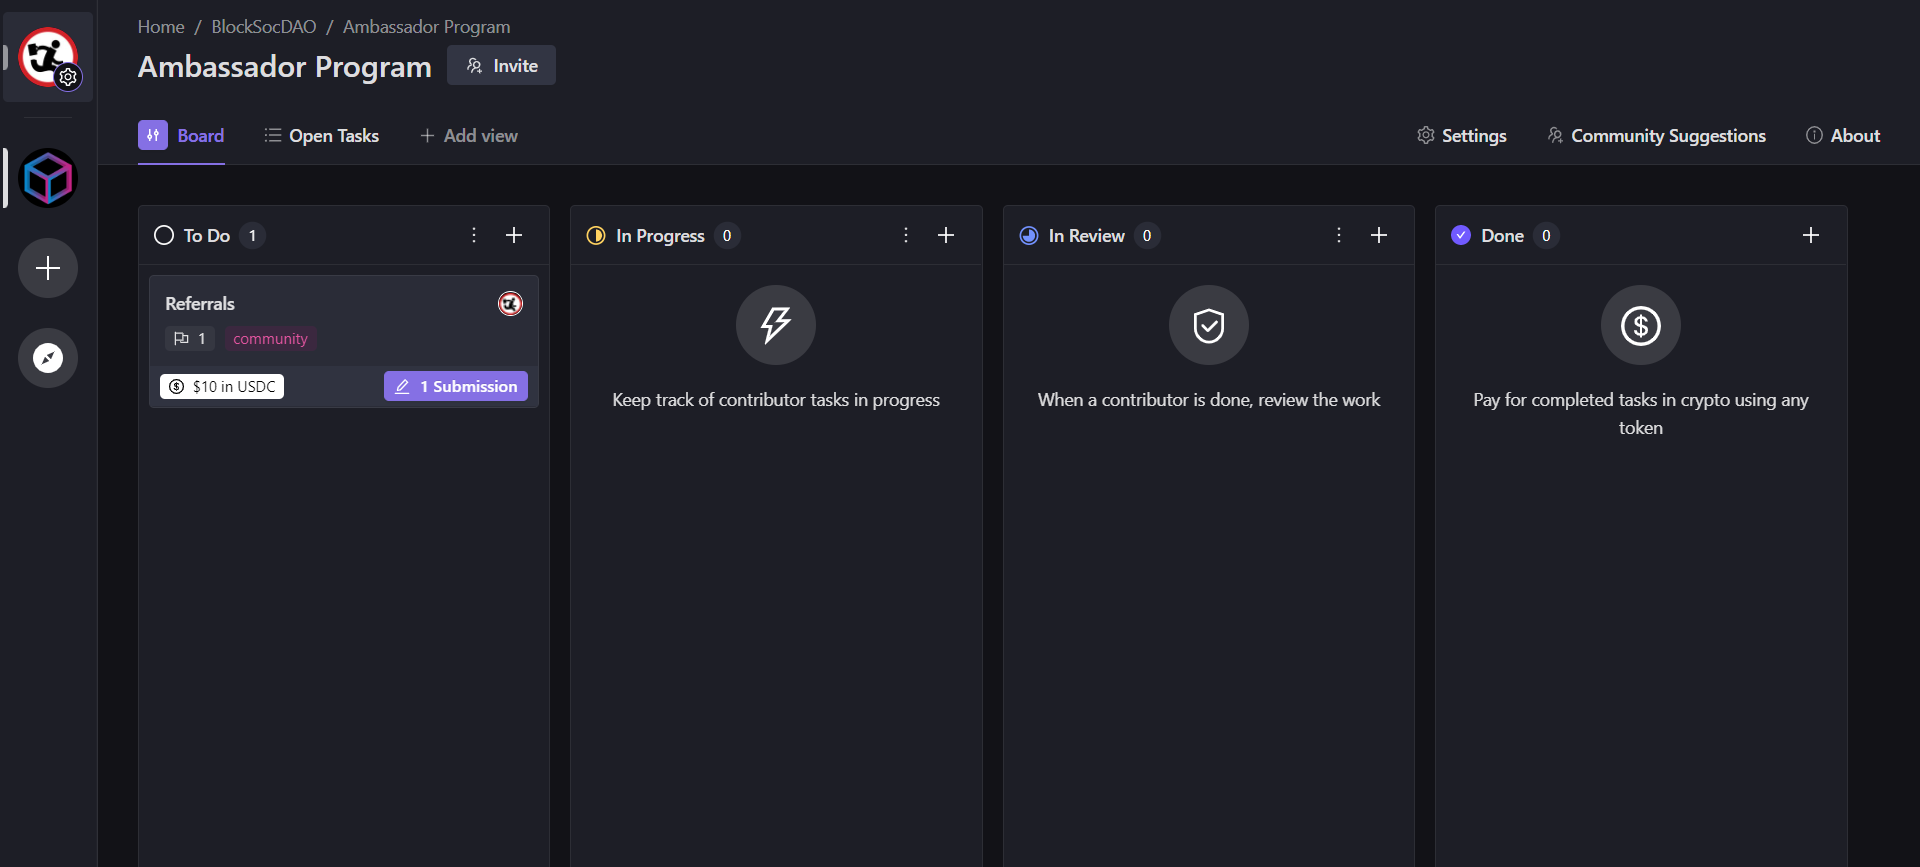 Home / BlockSocDAO / Ambassador Program
Ambassador Program
Invite
Board
Open Tasks
Add view
Settings
Community Suggestions
About
To Do 1
Referrals
1 community
$10 in USDC
1 Submission
In Progress 0
Keep track of contributor tasks in progress
In Review 0
When a contributor is done, review the work
Done 0
Pay for completed tasks in crypto using any
token